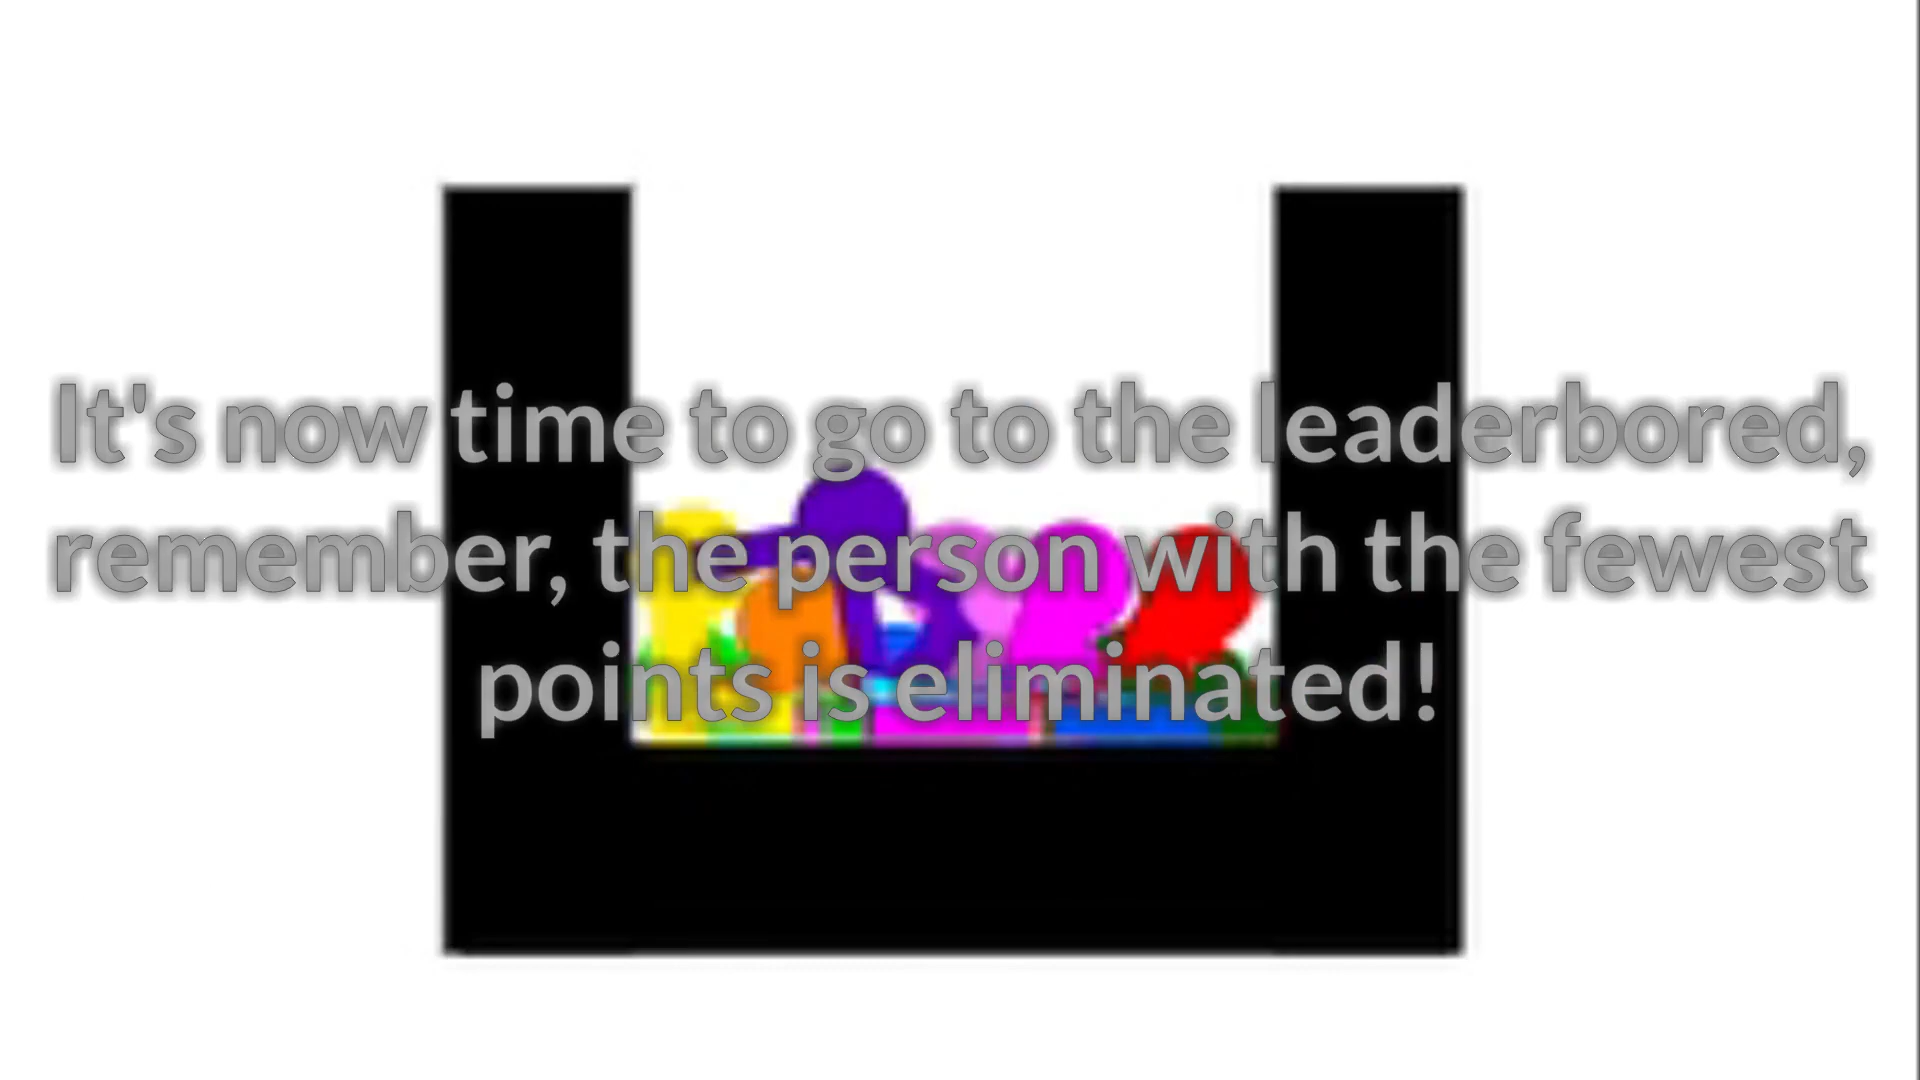 It's now time to go to the leaderbored,
remember, the person with the fewest
points is eliminated!